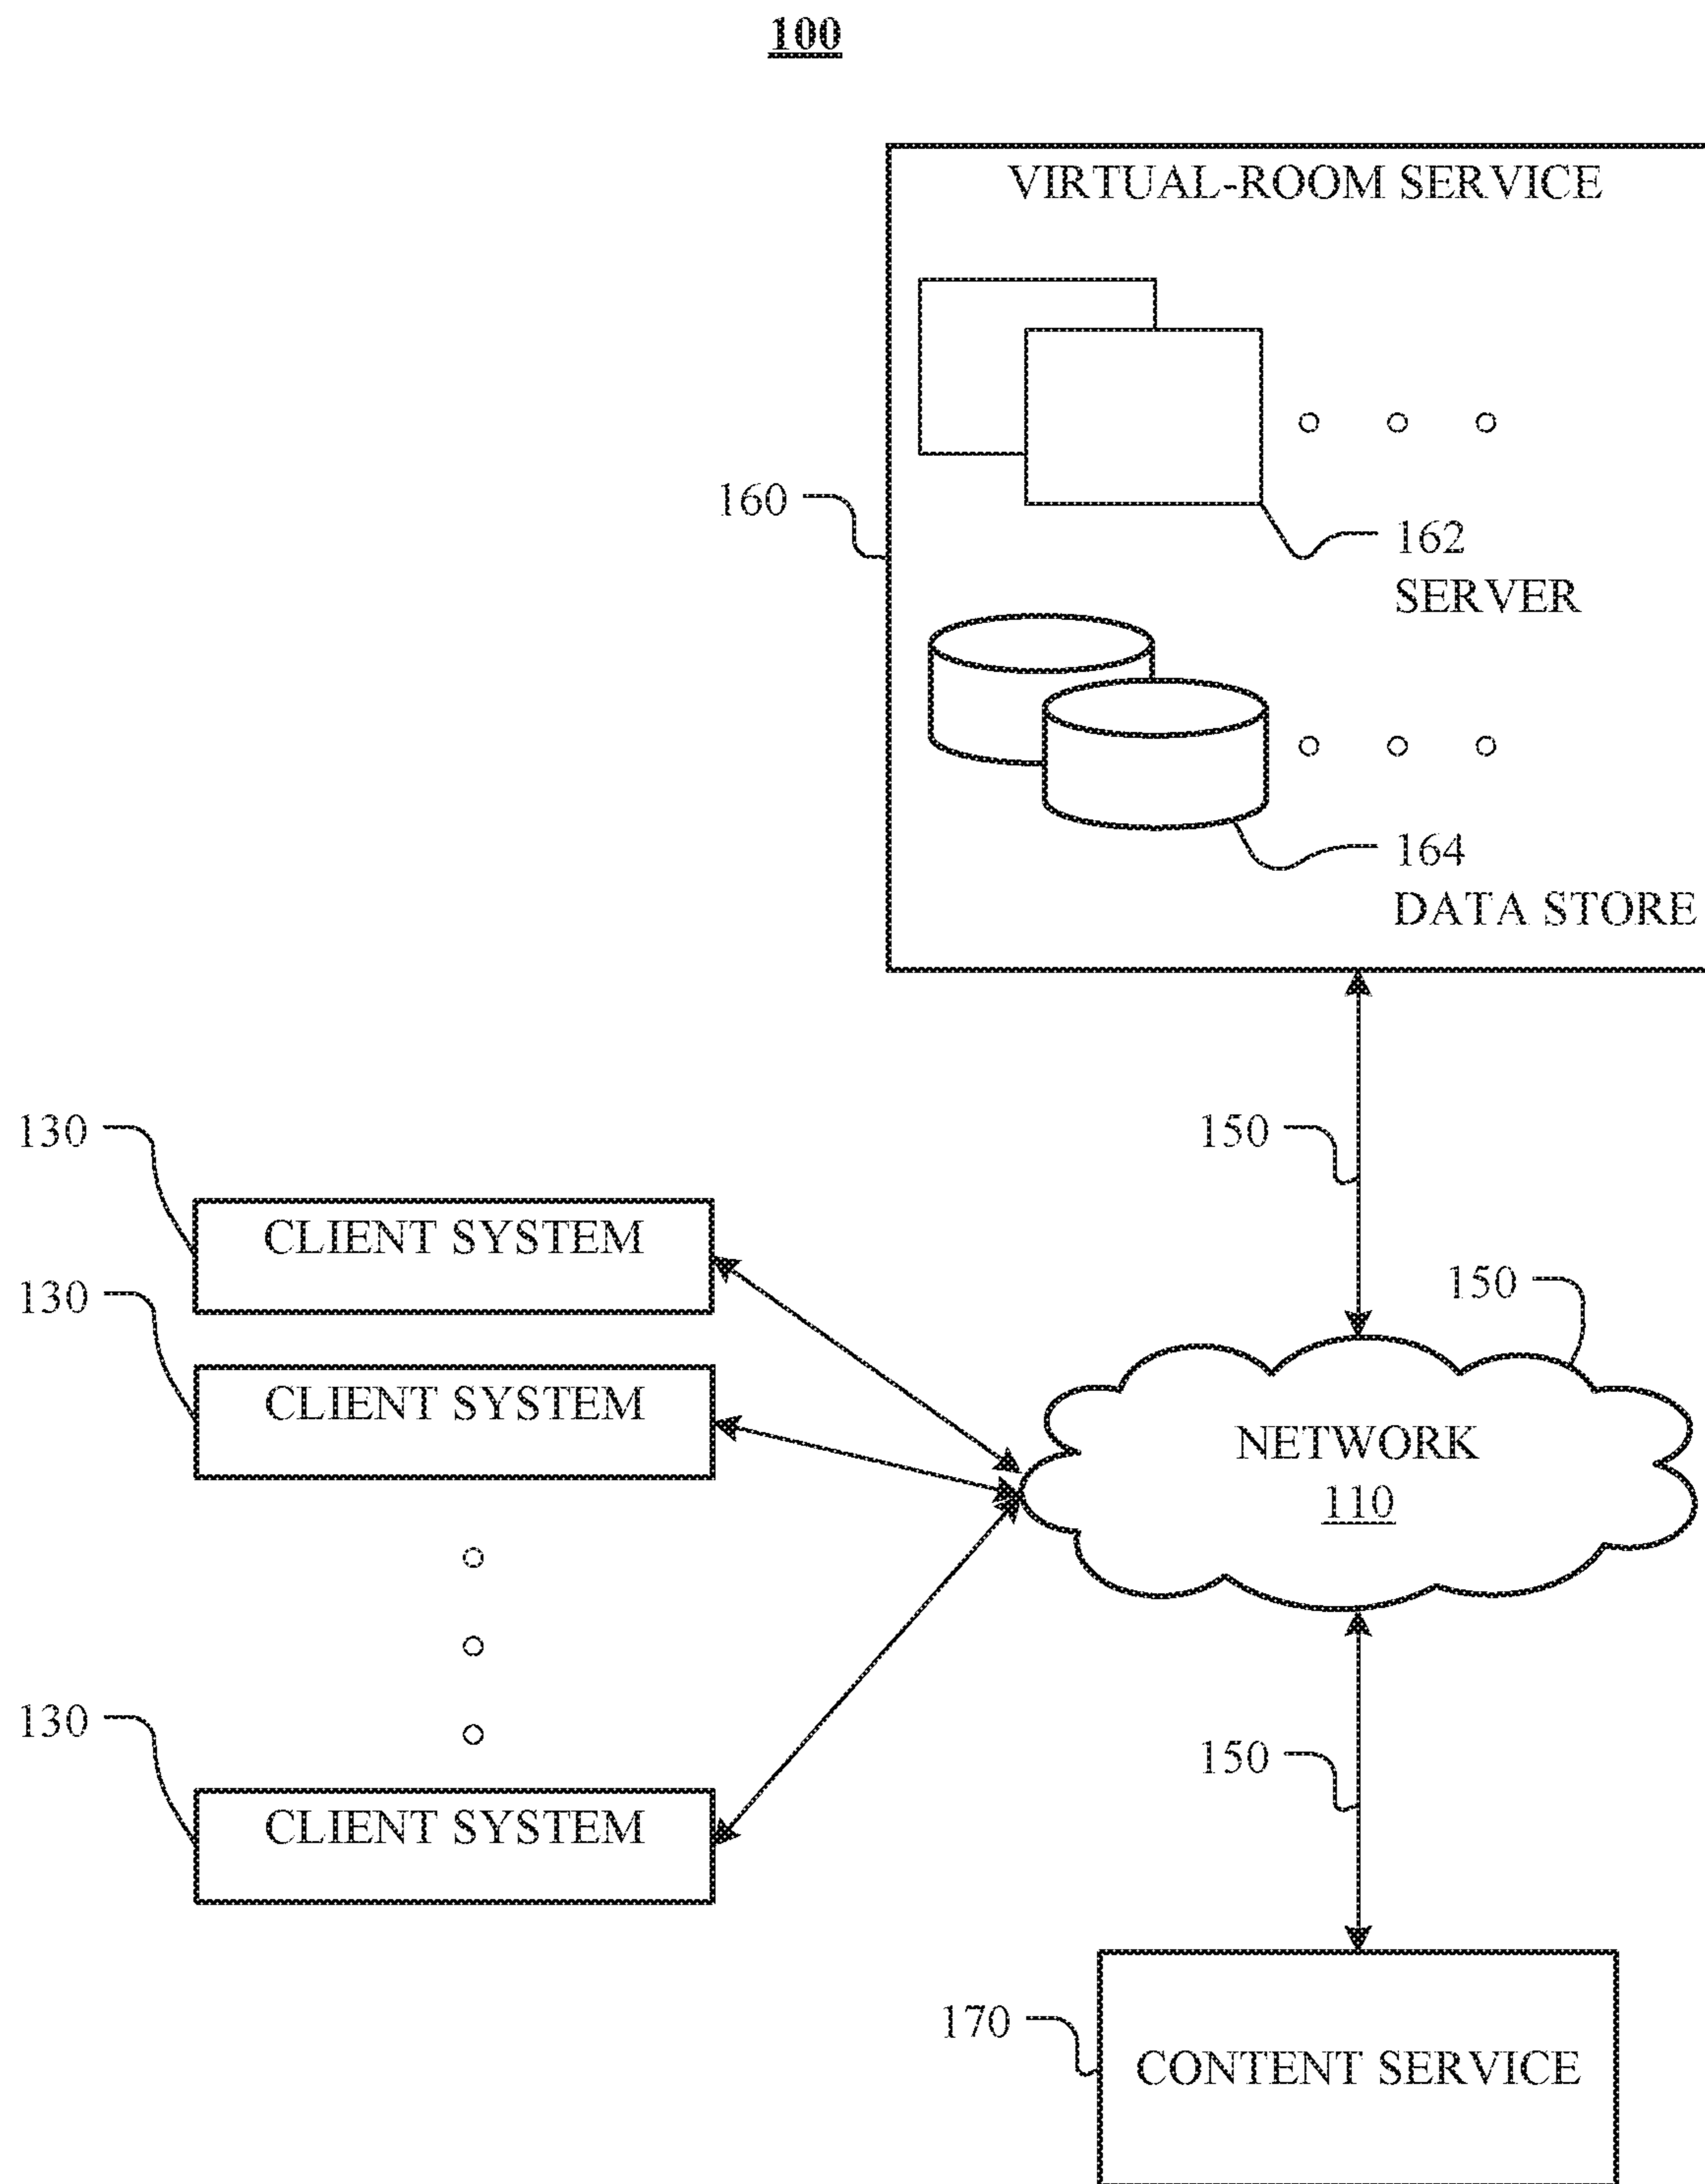 100
VIRTUAL-ROOM SERVICE
160
162
SERVER
164
DATA STORE
130
CLIENT SYSTEM
150
130
CLIENT SYSTEM
150
NETWORK
110
130
CLIENT SYSTEM
150
170
CONTENT SERVICE